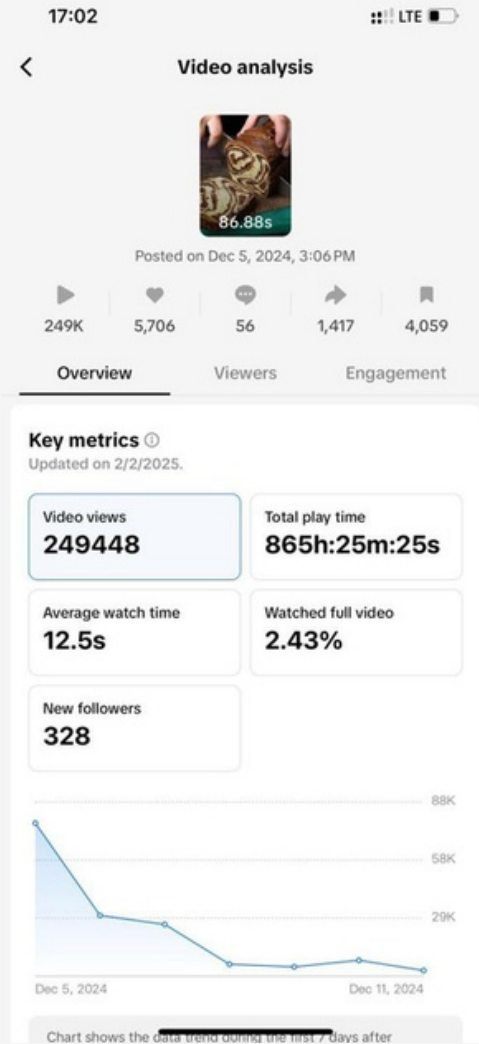 17:02
LTE
Video analysis
86.88s
Posted on Dec 5, 2024, 3:06 PM
249K 5,706 56 1,417 4,059
Overview Viewers Engagement
Key metrics
Updated on 2/2/2025.
Video views
249448
Total play time
865h:25m:25s
Average watch time
12.5s
Watched full video
2.43%
New followers
328
88K
58K
29K
Dec 5, 2024 Dec 11, 2024
Chart shows the data trend during the first 7 days after